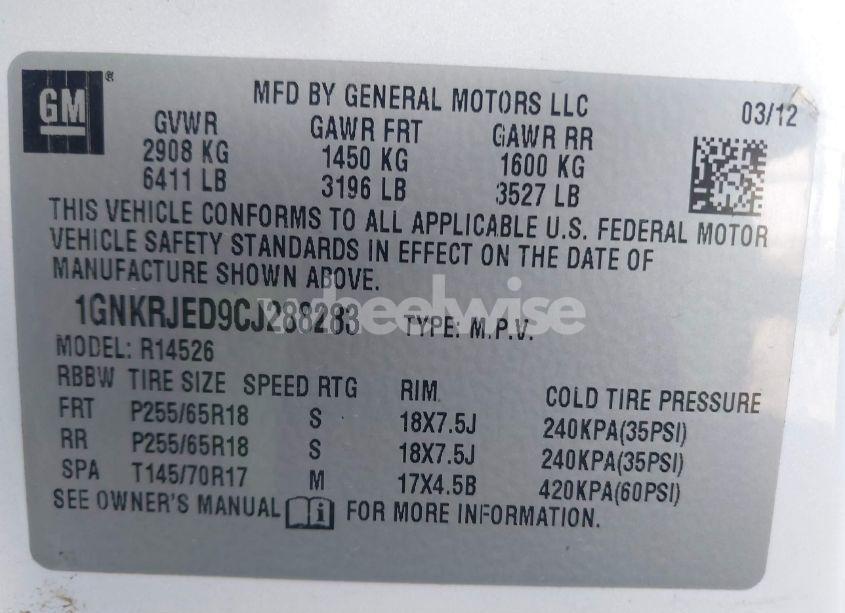 GM®
MFD BY GENERAL MOTORS LLC 03/12
GVWR GAWR FRT GAWR RR
2908 KG 1450 KG 1600 KG
6411 LB 3196 LB 3527 LB
THIS VEHICLE CONFORMS TO ALL APPLICABLE U.S. FEDERAL MOTOR
VEHICLE SAFETY STANDARDS IN EFFECT ON THE DATE OF
MANUFACTURE SHOWN ABOVE.
1GNKRJED9CJ288283 TYPE: M.P.V.
wheelwise
MODEL: R14526
RBBW TIRE SIZE SPEED RTG RIM COLD TIRE PRESSURE
FRT P255/65R18 S 18X7.5J 240KPA(35PSI)
RR P255/65R18 S 18X7.5J 240KPA(35PSI)
SPA T145/70R17 M 17X4.5B 420KPA(60PSI)
SEE OWNER'S MANUAL i FOR MORE INFORMATION.